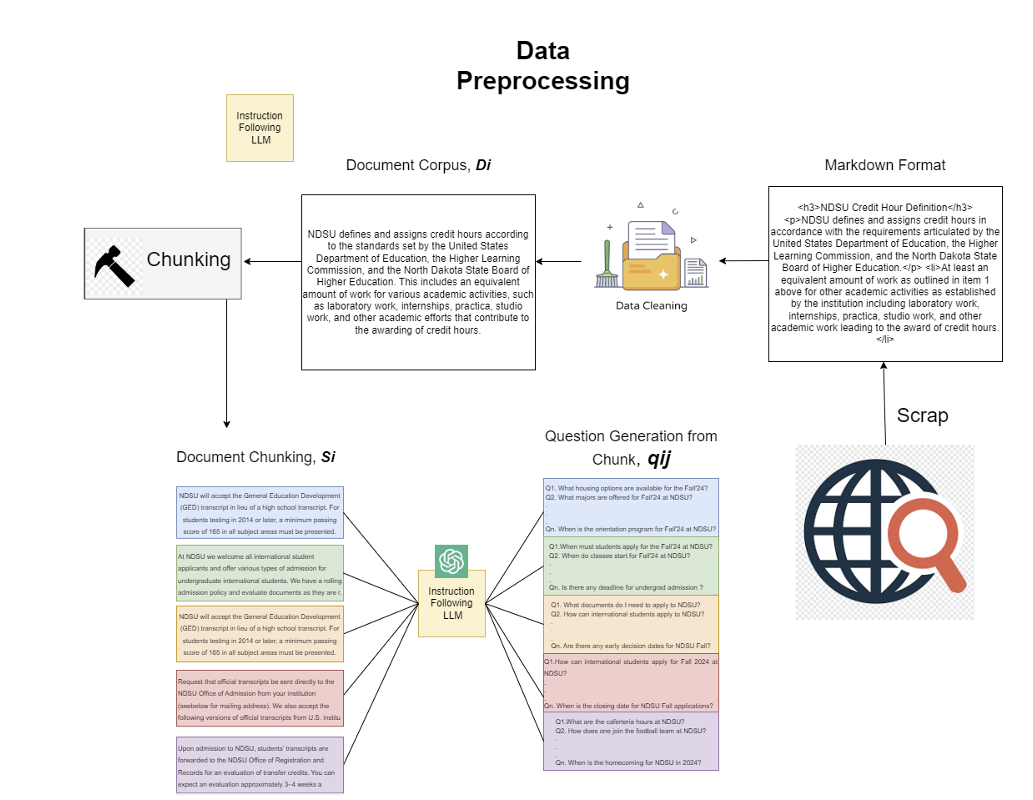 Data
Preprocessing
Instruction
Following
LLM
Document Corpus, Di
Markdown Format
NDSU defines and assigns credit hours according
to the standards set by the United States
Department of Education, the Higher Learning
Commission, and the North Dakota State Board of
Higher Education. This includes an equivalent
amount of work for various academic activities, such
as laboratory work, internships, practica, studio
work, and other academic efforts that contribute to
the awarding of credit hours.
<h3>NDSU Credit Hour Definition</h3>
<p>NDSU defines and assigns credit hours in
accordance with the requirements articulated by the
United States Department of Education, the Higher
Learning Commission, and the North Dakota State
Board of Higher Education.</p> <li>At least an
equivalent amount of work as outlined in item 1
above for other academic activities as established
by the institution including laboratory work,
internships, practica, studio work, and other
academic work leading to the award of credit hours.
</li>
Chunking
Data Cleaning
Scrap
Document Chunking, Si
Question Generation from
Chunk, qij
NDSU will accept the General Education Development
(GED) transcript in lieu of a high school transcript. For
students testing in 2014 or later, a minimum passing
score of 165 in all subject areas must be presented.
At NDSU we welcome all international student
applicants and offer various types of admission for
undergraduate international students. We have a rolling
admission policy and evaluate documents as they are r.
NDSU will accept the General Education Development
(GED) transcript in lieu of a high school transcript. For
students testing in 2014 or later, a minimum passing
score of 165 in all subject areas must be presented.
Request that official transcripts be sent directly to the
NDSU Office of Admission from your institution
(seebelow for mailing address). We also accept the
following versions of official transcripts from U.S. institu
Upon admission to NDSU, students' transcripts are
forwarded to the NDSU Office of Registration and
Records for an evaluation of transfer credits. You can
expect an evaluation approximately 3–4 weeks a
Instruction
Following
LLM
Q1. What housing options are available for the Fall'24?
Q2. What majors are offered for Fall'24 at NDSU?
.
.
Qn. When is the orientation program for Fall'24 at NDSU?
Q1.When must students apply for the Fall'24 at NDSU?
Q2. When do classes start for Fall'24 at NDSU?
.
.
Qn. Is there any deadline for undergrad admission ?
Q1. What documents do I need to apply to NDSU?
Q2. How can international students apply to NDSU?
.
.
.
Qn. Are there any early decision dates for NDSU Fall?
Q1.How can international students apply for Fall 2024 at
NDSU?
.
.
Qn. When is the closing date for NDSU Fall applications?
Q1.What are the cafertería hours at NDSU?
Q2. How does one join the football team at NDSU?
.
.
.
Qn. When is the homecoming for NDSU in 2024?